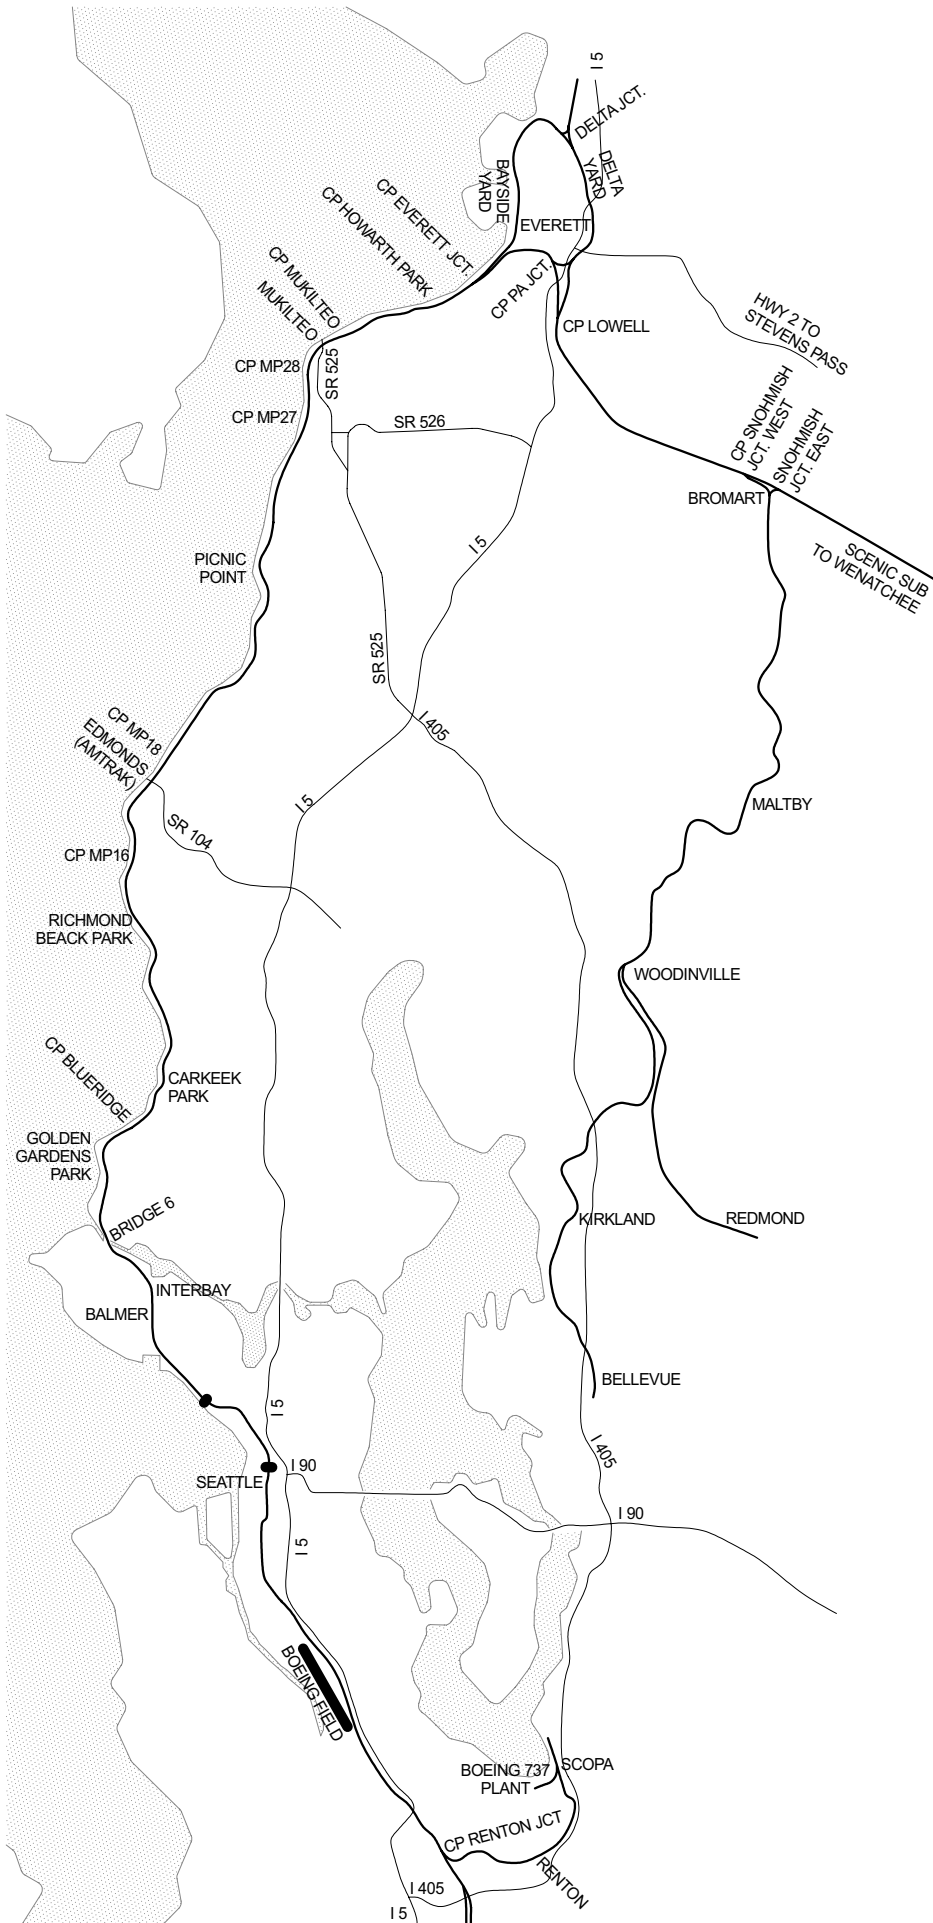 I 5
DELTA JCT.
DELTA
YARD
BAYSIDE
YARD
EVERETT
CP EVERETT JCT.
CP HOWARTH PARK
CP PA JCT.
CP MUKILTEO
MUKILTEO
CP LOWELL
HWY 2 TO
STEVENS PASS
CP MP28
SR 525
CP MP27
SR 526
CP SNOHMISH
JCT. WEST
SNOHMISH
JCT. EAST
BROMART
I 5
SCENIC SUB
TO WENATCHEE
PICNIC
POINT
SR 525
CP MP18
EDMONDS
(AMTRAK)
I 405
I 5
MALTBY
SR 104
CP MP16
RICHMOND
BEACK PARK
WOODINVILLE
CP BLUERIDGE
CARKEEK
PARK
GOLDEN
GARDENS
PARK
BRIDGE 6
KIRKLAND
REDMOND
INTERBAY
BALMER
BELLEVUE
I 5
I 405
I 90
SEATTLE
I 90
I 5
BOEING FIELD
SCOPA
BOEING 737
PLANT
CP RENTON JCT
RENTON
I 405
I 5